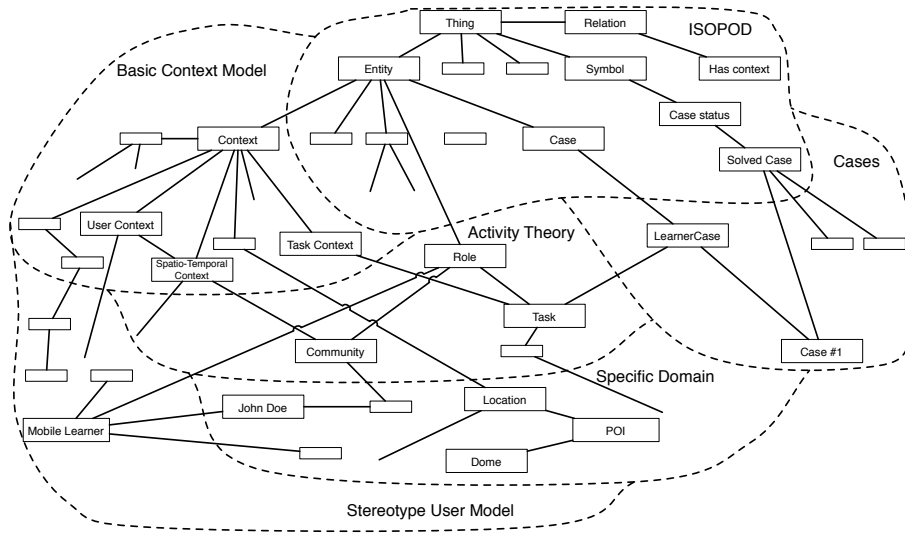 Thing
Relation
ISOPOD
Basic Context Model
Entity
Symbol
Has context
Case status
Context
Case
Solved Case
Cases
User Context
Task Context
Activity Theory
LearnerCase
Role
Spatio-Temporal
Context
Task
Community
Case #1
Specific Domain
John Doe
Location
Mobile Learner
POI
Dome
Stereotype User Model